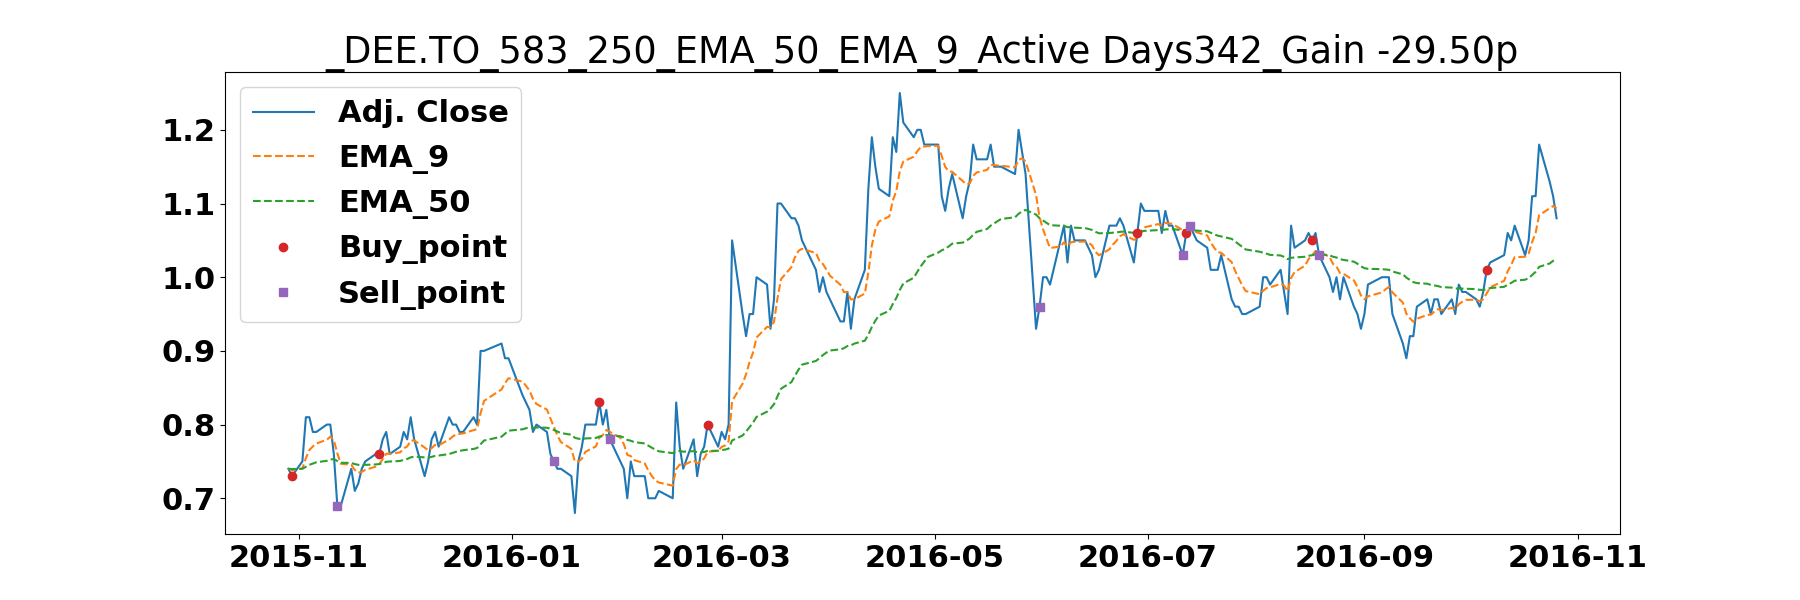 _DEE.TO_583_250_EMA_50_EMA_9_Active Days342_Gain -29.50p
Adj. Close
EMA_9
EMA_50
Buy_point
Sell_point
1.2
1.1
1.0
0.9
0.8
0.7
2015-11 2016-01 2016-03 2016-05 2016-07 2016-09 2016-11